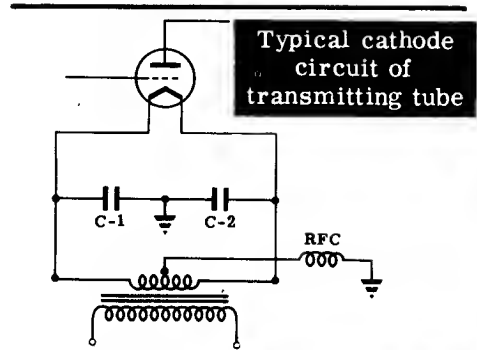 Typical cathode
circuit of
transmitting tube
C-1
C-2
RFC